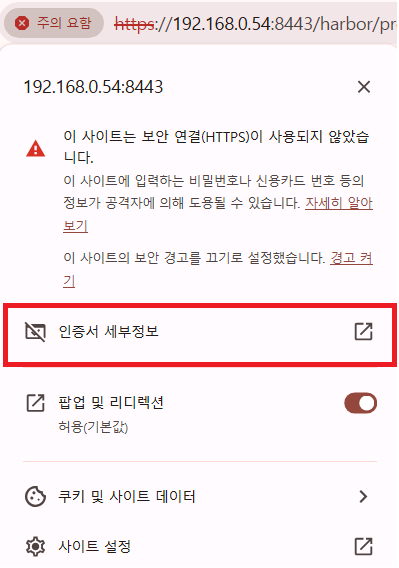 주의 요함 https://192.168.0.54:8443/harbor/pr
192.168.0.54:8443
이 사이트는 보안 연결(HTTPS)이 사용되지 않았습
니다.
이 사이트에 입력하는 비밀번호나 신용카드 번호 등의
정보가 공격자에 의해 도용될 수 있습니다. 자세히 알아
보기
이 사이트의 보안 경고를 끄기로 설정했습니다. 경고 켜
기
인증서 세부정보
팝업 및 리디렉션
허용(기본값)
쿠키 및 사이트 데이터
사이트 설정